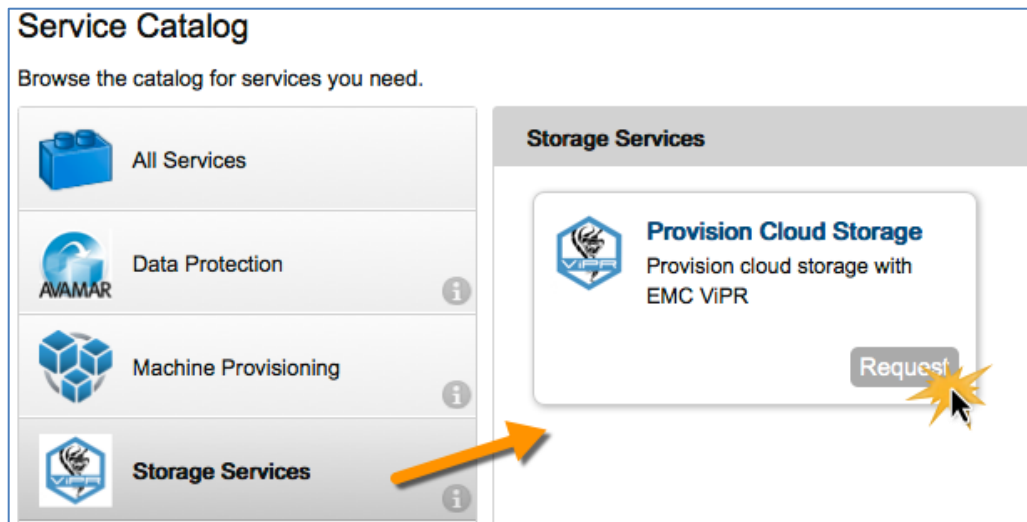 Service Catalog
Browse the catalog for services you need.
All Services
AVAMAR
Data Protection
Machine Provisioning
ViPR
Storage Services
Storage Services
ViPR
Provision Cloud Storage
Provision cloud storage with
EMC ViPR
Request